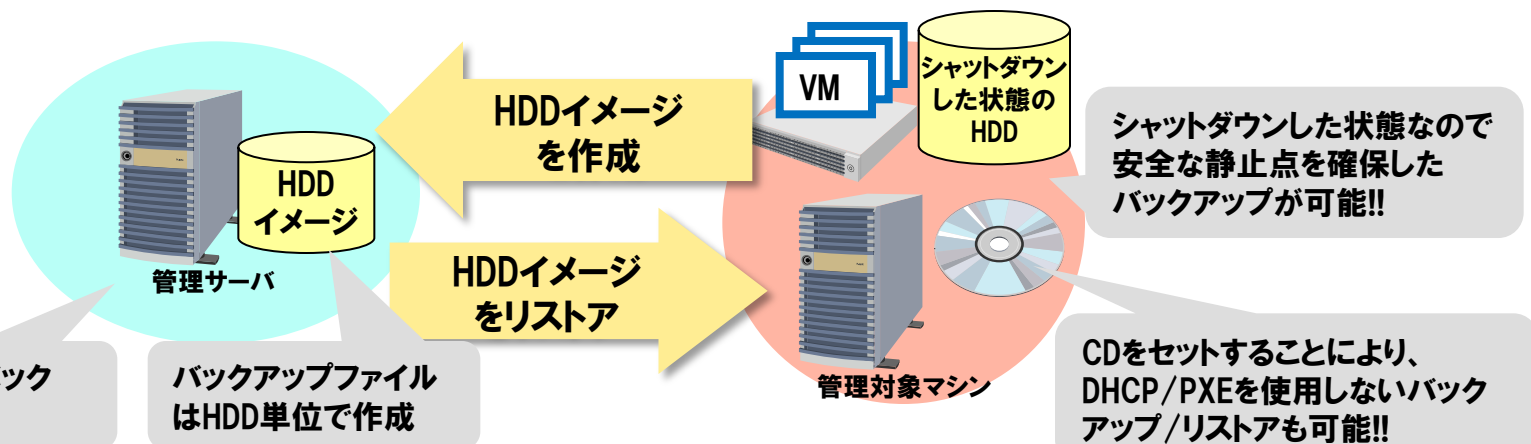 HDDイメージ
を作成
VM
シャットダウン
した状態の
HDD
シャットダウンした状態なので
安全な静止点を確保した
バックアップが可能!!
HDD
イメージ
管理サーバ
HDDイメージ
をリストア
管理対象マシン
ック
バックアップファイル
はHDD単位で作成
CDをセットすることにより、
DHCP/PXEを使用しないバック
アップ/リストアも可能!!